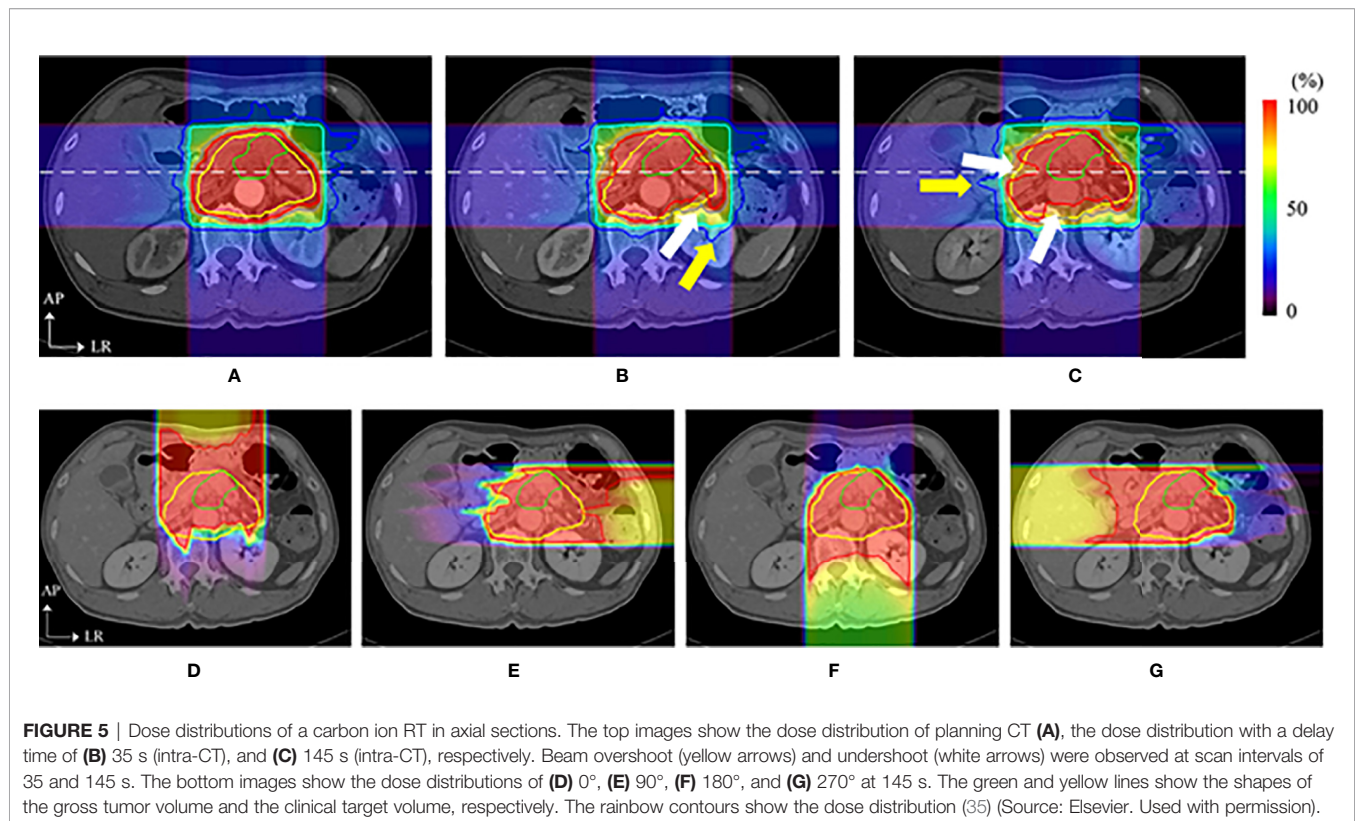 (%)
100
50
0
AP
LR
A
B
C
AP
LR
D
E
F
G
FIGURE 5 | Dose distributions of a carbon ion RT in axial sections. The top images show the dose distribution of planning CT (A), the dose distribution with a delay
time of (B) 35 s (intra-CT), and (C) 145 s (intra-CT), respectively. Beam overshoot (yellow arrows) and undershoot (white arrows) were observed at scan intervals of
35 and 145 s. The bottom images show the dose distributions of (D) 0°, (E) 90°, (F) 180°, and (G) 270° at 145 s. The green and yellow lines show the shapes of
the gross tumor volume and the clinical target volume, respectively. The rainbow contours show the dose distribution (35) (Source: Elsevier. Used with permission).